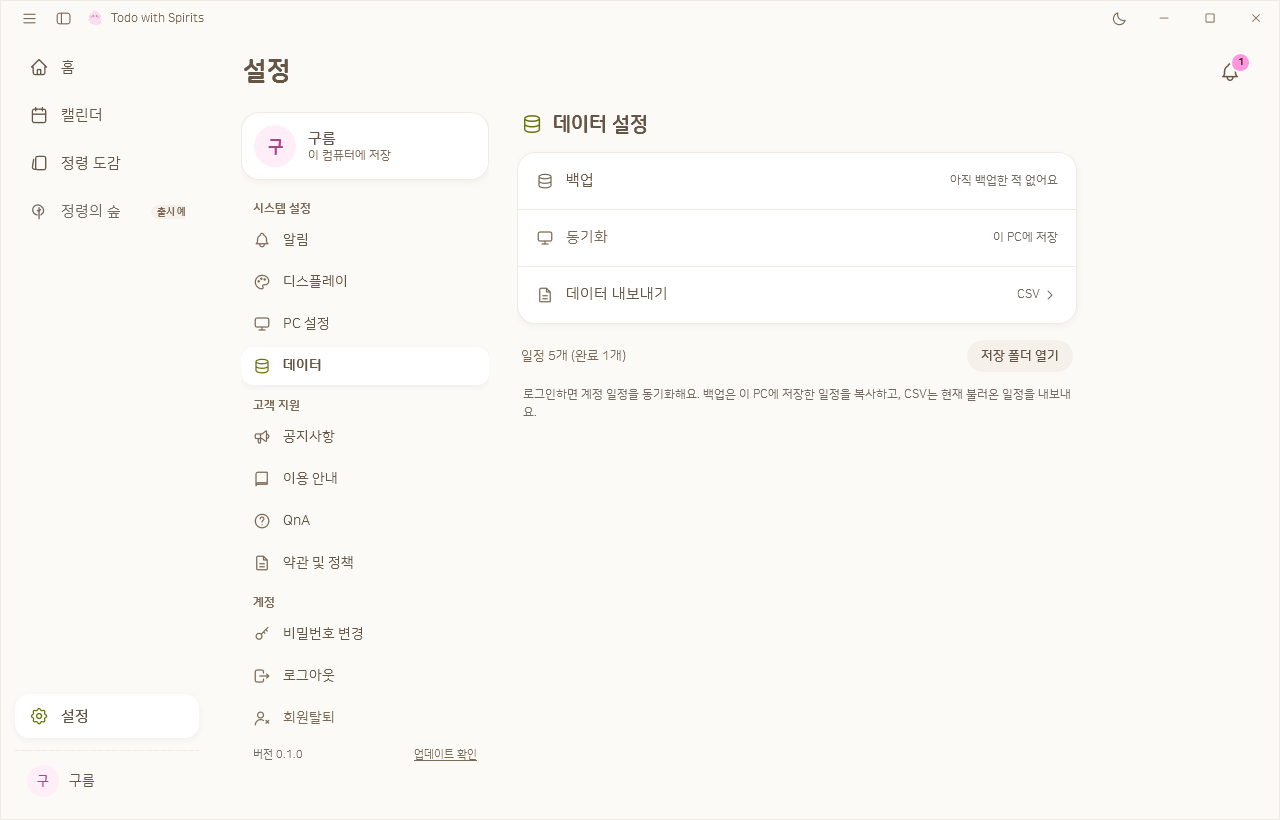 Todo with Spirits
홈
캘린더
정령 도감
정령의 숲
설정
구 구름
설정
1
구
구름
이 컴퓨터에 저장
시스템 설정
알림
디스플레이
PC 설정
데이터
고객 지원
공지사항
이용 안내
QnA
약관 및 정책
계정
비밀번호 변경
로그아웃
회원탈퇴
버전 0.1.0 업데이트 확인
데이터 설정
백업 아직 백업한 적 없어요
동기화 이 PC에 저장
데이터 내보내기 CSV
일정 5개 (완료 1개) 저장 폴더 열기
로그인하면 계정 일정을 동기화해요. 백업은 이 PC에 저장한 일정을 복사하고, CSV는 현재 불러온 일정을 내보내
요.